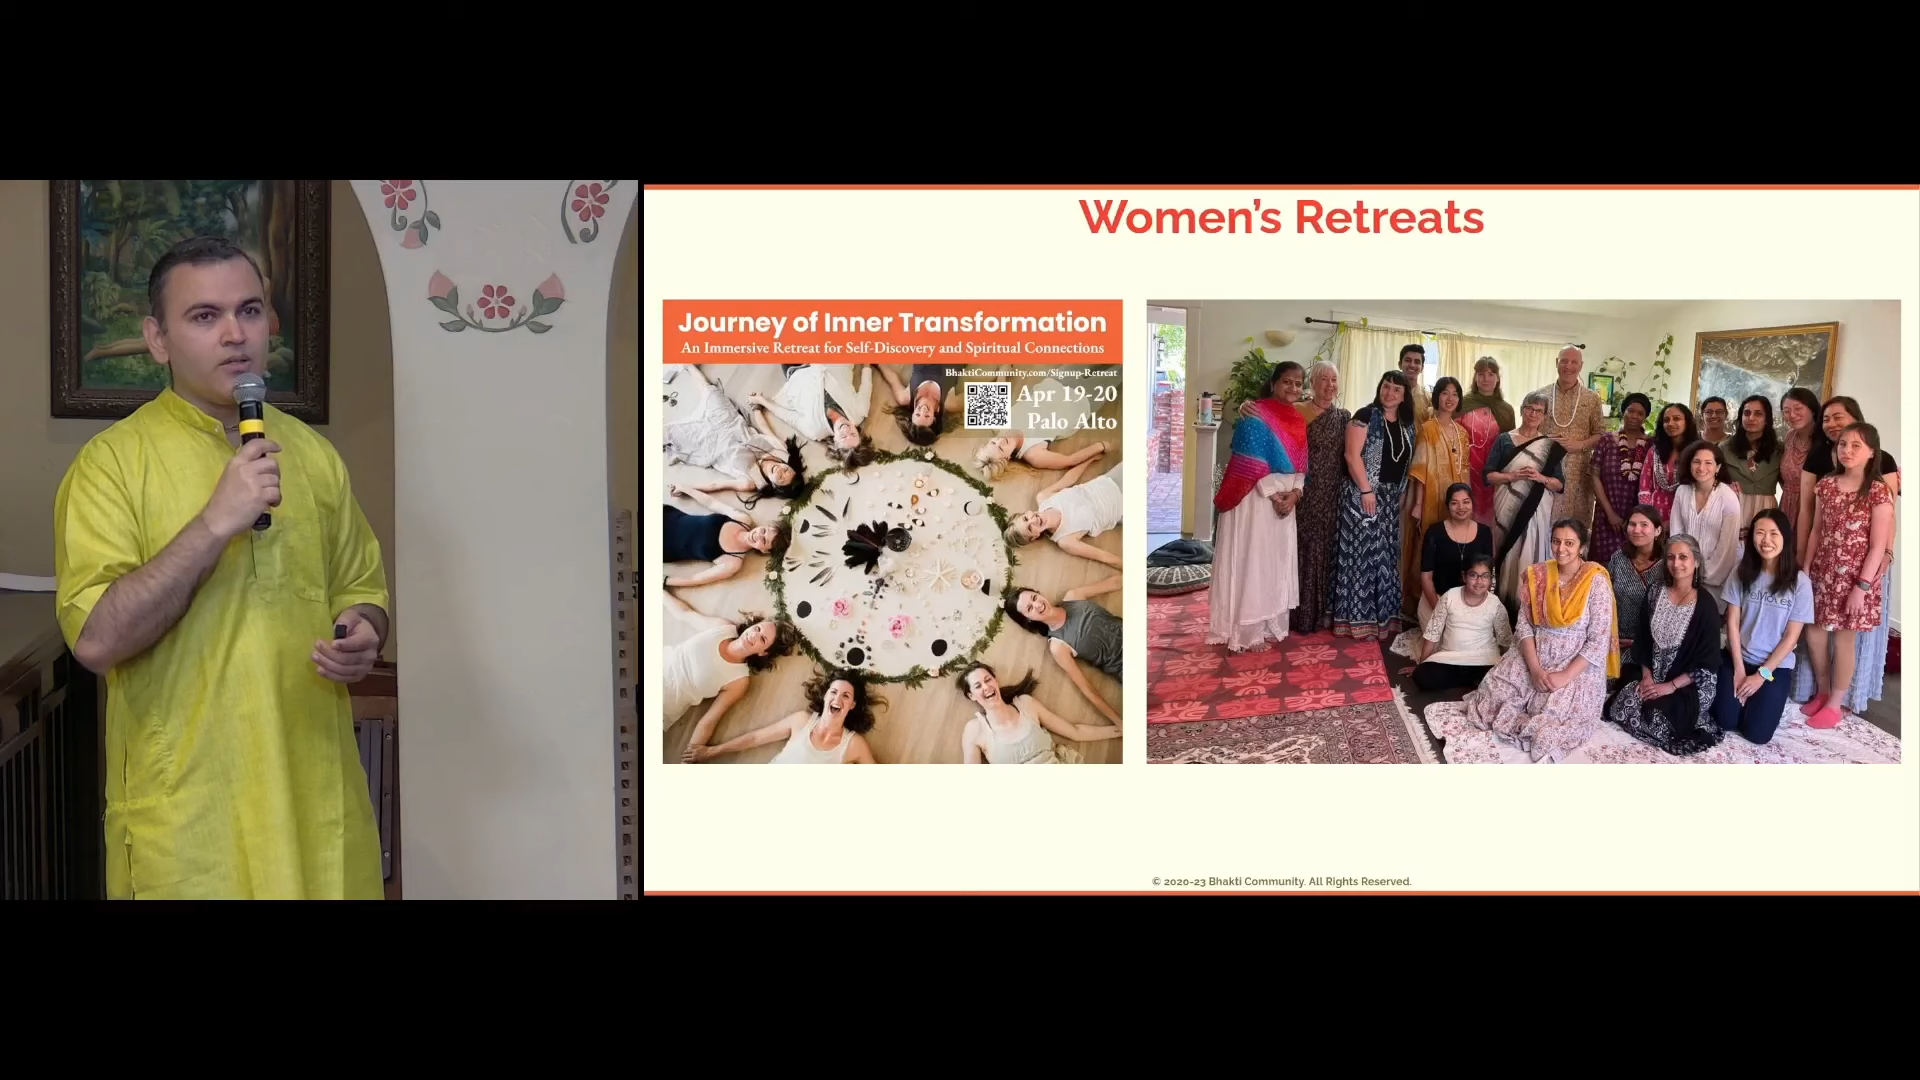 Women's Retreats
Journey of Inner Transformation
An Immersive Retreat for Self-Discovery and Spiritual Connections
BhaktiCommunity.com/Signup-Retreat
Apr 19-20
Palo Alto
© 2020-23 Bhakti Community. All Rights Reserved.